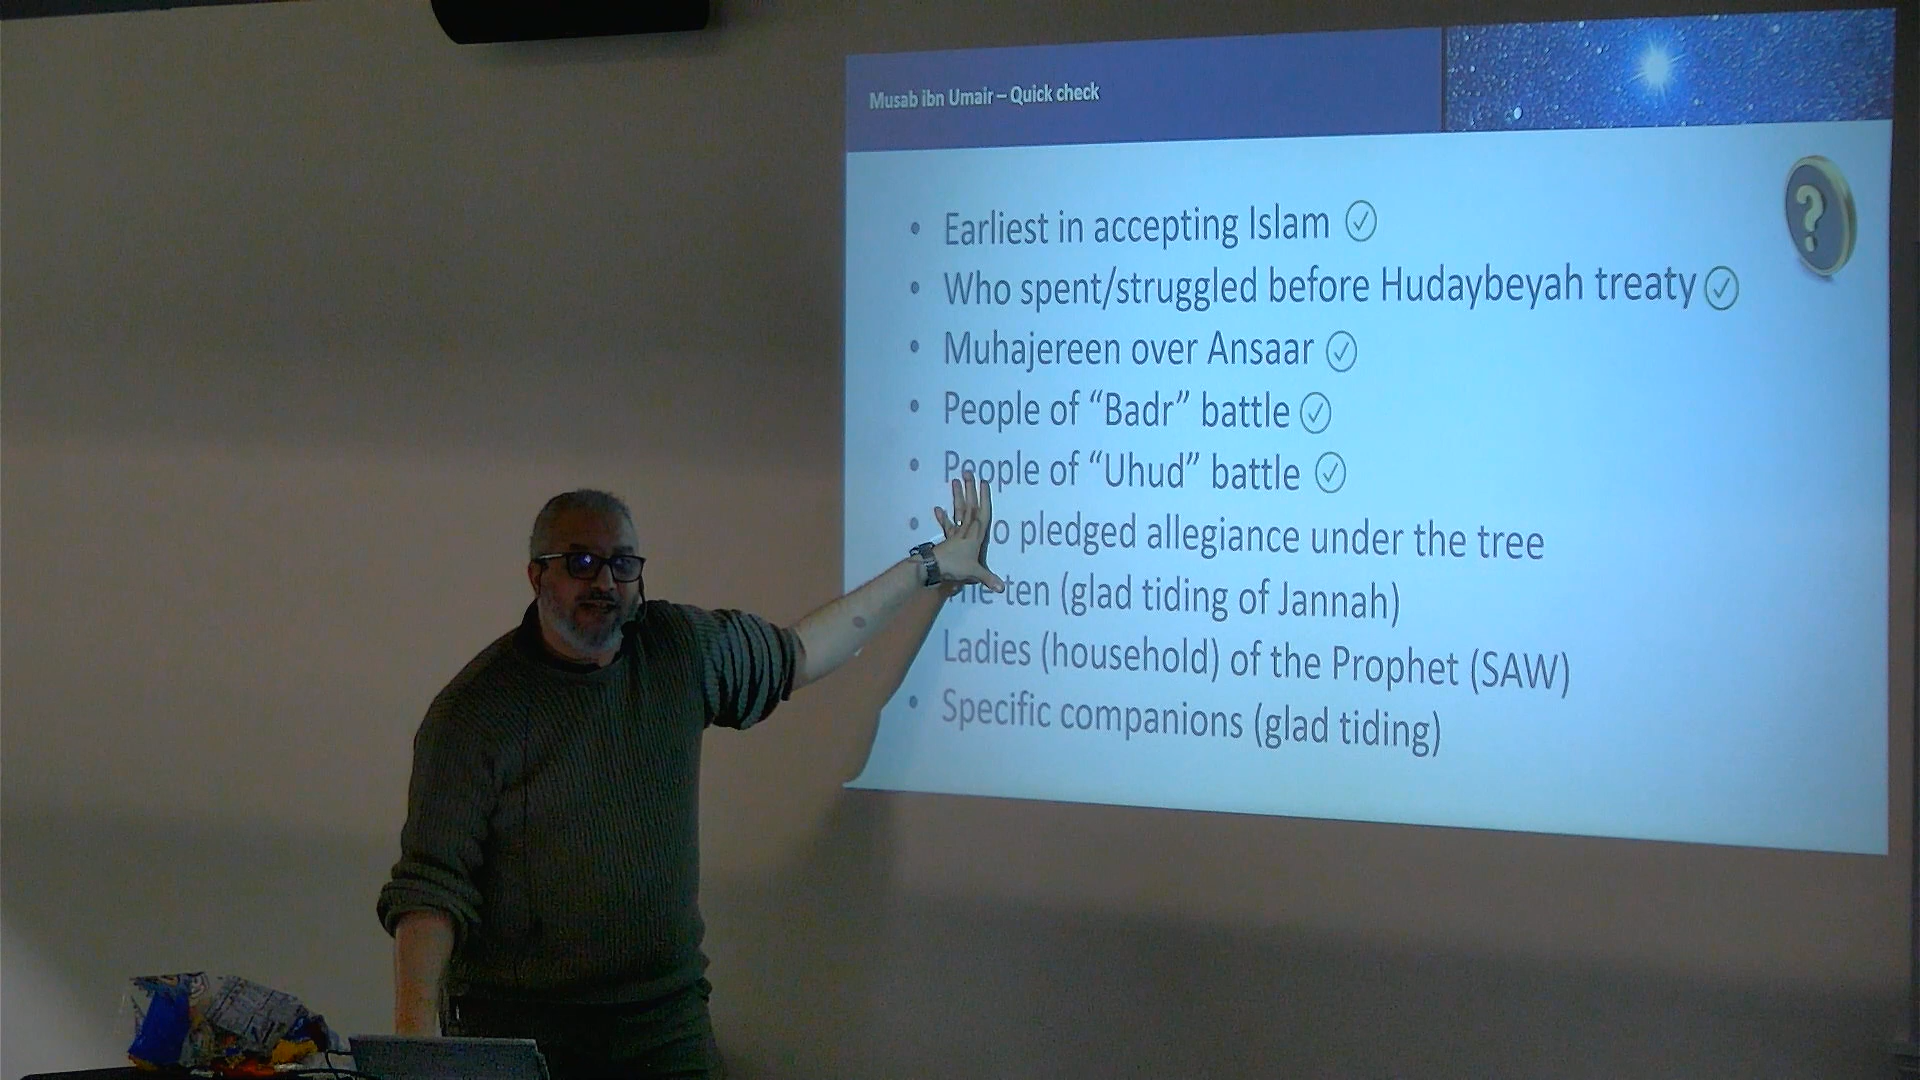 Musab ibn Umair – Quick check
• Earliest in accepting Islam
• Who spent/struggled before Hudaybeyah treaty
• Muhajereen over Ansaar
• People of “Badr” battle
• People of “Uhud” battle
• pledged allegiance under the tree
ten (glad tiding of Jannah)
Ladies (household) of the Prophet (SAW)
• Specific companions (glad tiding)